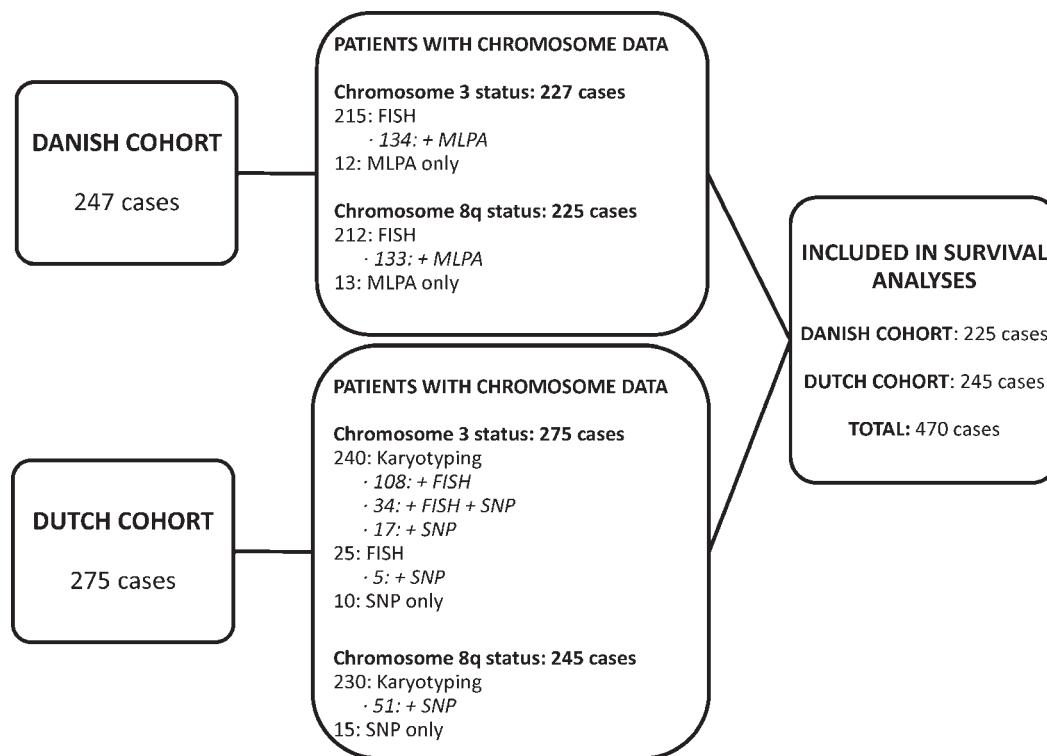 DANISH COHORT
247 cases
PATIENTS WITH CHROMOSOME DATA
Chromosome 3 status: 227 cases
215: FISH
· 134: + MLPA
12: MLPA only
Chromosome 8q status: 225 cases
212: FISH
· 133: + MLPA
13: MLPA only
DUTCH COHORT
275 cases
PATIENTS WITH CHROMOSOME DATA
Chromosome 3 status: 275 cases
240: Karyotyping
· 108: + FISH
· 34: + FISH + SNP
· 17: + SNP
25: FISH
· 5: + SNP
10: SNP only
Chromosome 8q status: 245 cases
230: Karyotyping
· 51: + SNP
15: SNP only
INCLUDED IN SURVIVAL
ANALYSES
DANISH COHORT: 225 cases
DUTCH COHORT: 245 cases
TOTAL: 470 cases